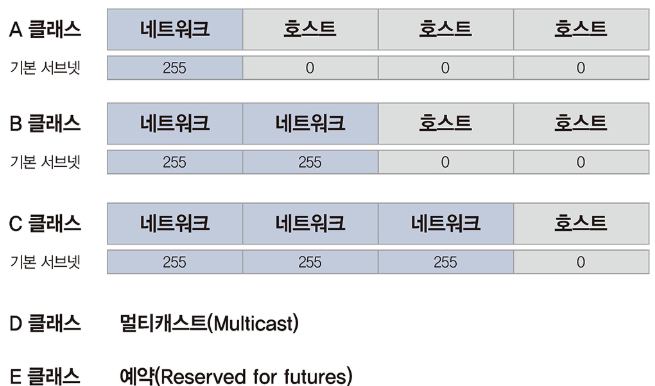 A 클래스 네트워크 호스트 호스트 호스트
기본 서브넷 255 0 0 0
B 클래스 네트워크 네트워크 호스트 호스트
기본 서브넷 255 255 0 0
C 클래스 네트워크 네트워크 네트워크 호스트
기본 서브넷 255 255 255 0
D 클래스 멀티캐스트(Multicast)
E 클래스 예약(Reserved for futures)